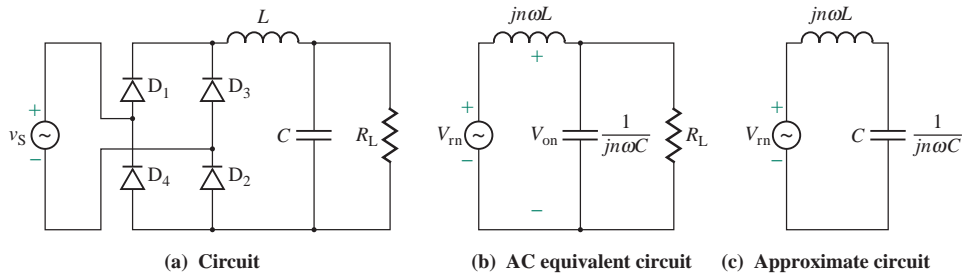 L
jnωL
jnωL
D1
D3
+
+
+
+
vS
~
C
RL
Vrn
~
Von
1
jnωC
RL
Vrn
~
C
1
jnωC
−
−
−
−
D4
D2
(a) Circuit
(b) AC equivalent circuit
(c) Approximate circuit